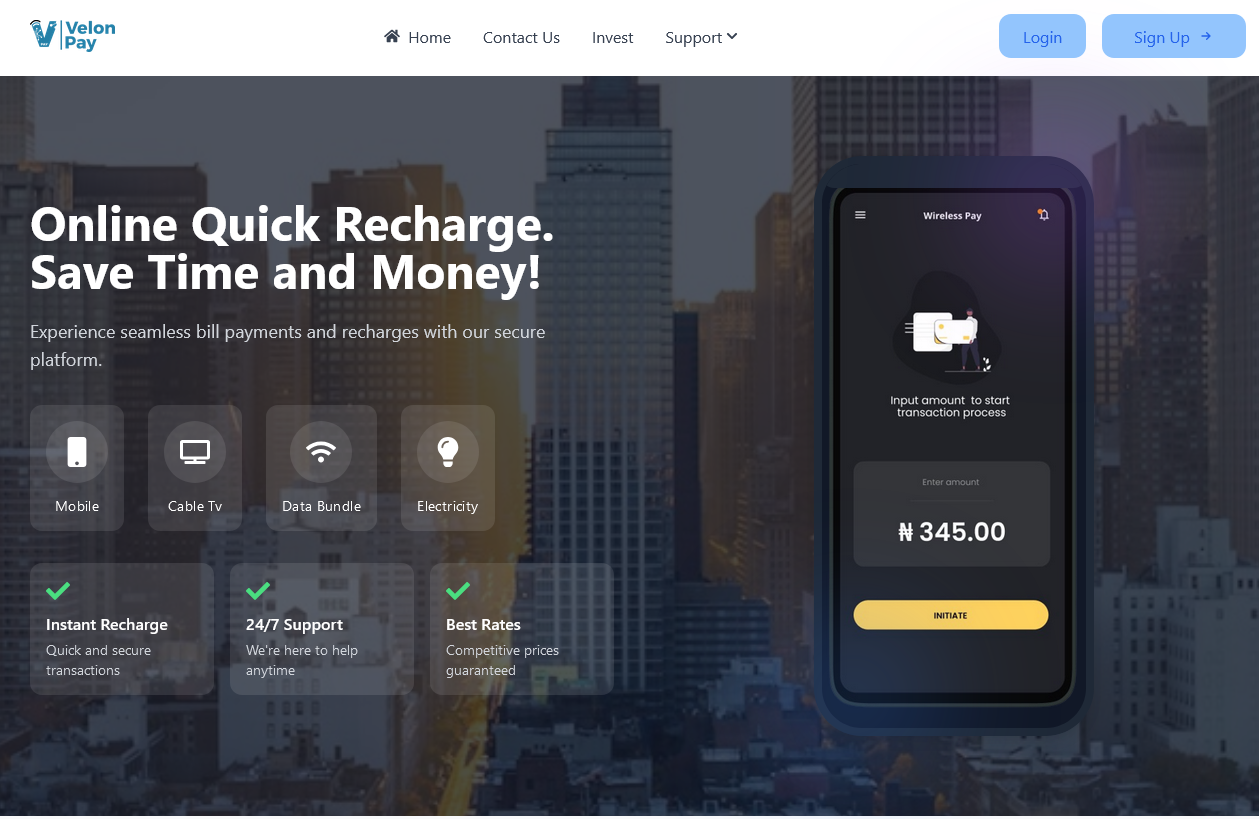 Velon
Pay
Home
Contact Us
Invest
Support
Login
Sign Up
Online Quick Recharge.
Save Time and Money!
Experience seamless bill payments and recharges with our secure
platform.
Mobile
Cable Tv
Data Bundle
Electricity
Instant Recharge
Quick and secure
transactions
24/7 Support
We're here to help
anytime
Best Rates
Competitive prices
guaranteed
Wireless Pay
Input amount to start
transaction process
Enter amount
₦ 345.00
INITIATE